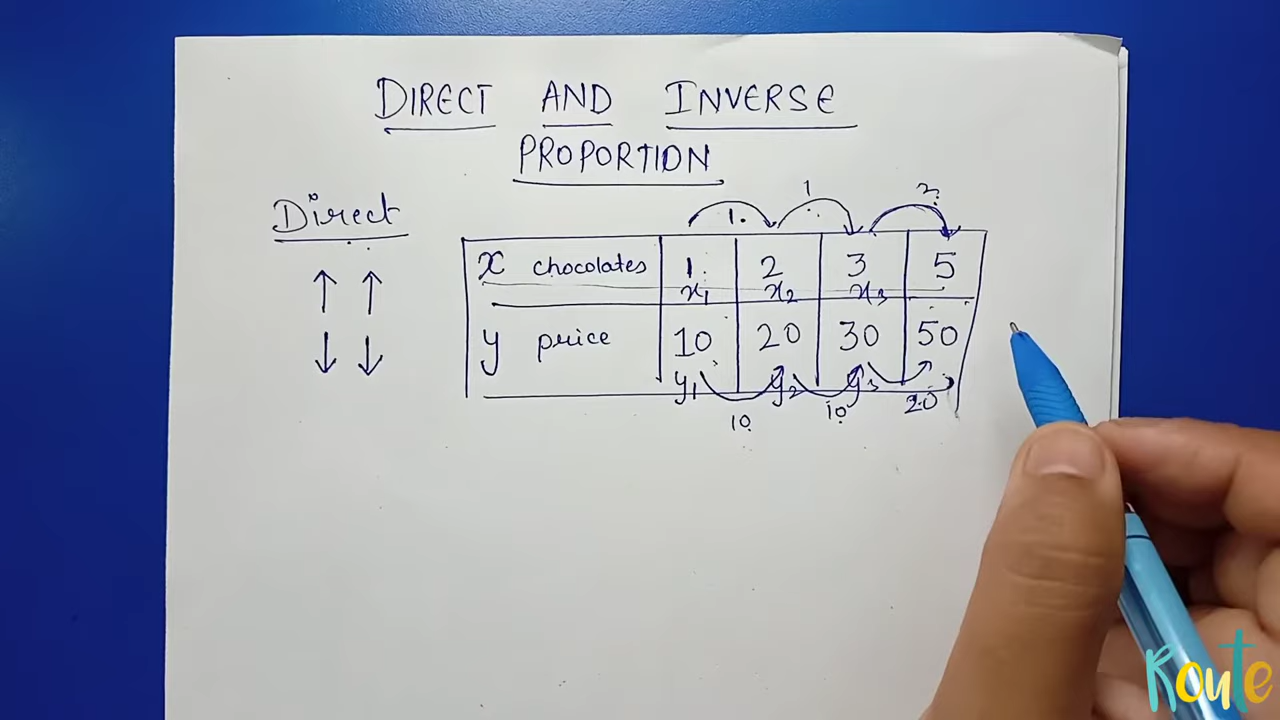 DIRECT AND INVERSE
PROPORTION
Direct
1. 1 2
x chocolates 1 2 3 5
x₁ x₂ x₃
y price 10 20 30 50
y₁ y₂ y₃
10 10 20
Route